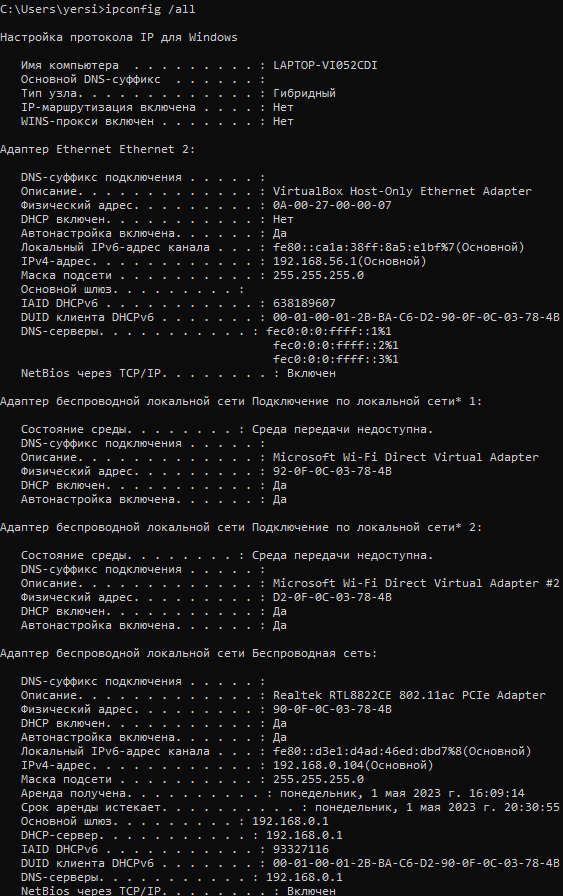 C:\Users\yersi>ipconfig /all
Настройка протокола IP для Windows
Имя компьютера . . . . . . . . . : LAPTOP-VI052CDI
Основной DNS-суффикс . . . . . . :
Тип узла. . . . . . . . . . . . . : Гибридный
IP-маршрутизация включена . . . . : Нет
WINS-прокси включен . . . . . . . : Нет
Адаптер Ethernet Ethernet 2:
DNS-суффикс подключения . . . . . :
Описание. . . . . . . . . . . . . : VirtualBox Host-Only Ethernet Adapter
Физический адрес. . . . . . . . . : 0A-00-27-00-00-07
DHCP включен. . . . . . . . . . . : Нет
Автонастройка включена. . . . . . : Да
Локальный IPv6-адрес канала . . . : fe80::ca1a:38ff:8a5:e1bf%7(Основной)
IPv4-адрес. . . . . . . . . . . . : 192.168.56.1(Основной)
Маска подсети . . . . . . . . . . : 255.255.255.0
Основной шлюз. . . . . . . . . :
IAID DHCPv6 . . . . . . . . . . . : 638189607
DUID клиента DHCPv6 . . . . . . . : 00-01-00-01-2B-BA-C6-D2-90-0F-0C-03-78-4B
DNS-серверы. . . . . . . . . . . : fec0:0:0:ffff::1%1
fec0:0:0:ffff::2%1
fec0:0:0:ffff::3%1
NetBios через TCP/IP. . . . . . . . : Включен
Адаптер беспроводной локальной сети Подключение по локальной сети* 1:
Состояние среды. . . . . . . . : Среда передачи недоступна.
DNS-суффикс подключения . . . . . :
Описание. . . . . . . . . . . . . : Microsoft Wi-Fi Direct Virtual Adapter
Физический адрес. . . . . . . . . : 92-0F-0C-03-78-4B
DHCP включен. . . . . . . . . . . : Да
Автонастройка включена. . . . . . : Да
Адаптер беспроводной локальной сети Подключение по локальной сети* 2:
Состояние среды. . . . . . . . : Среда передачи недоступна.
DNS-суффикс подключения . . . . . :
Описание. . . . . . . . . . . . . : Microsoft Wi-Fi Direct Virtual Adapter #2
Физический адрес. . . . . . . . . : D2-0F-0C-03-78-4B
DHCP включен. . . . . . . . . . . : Да
Автонастройка включена. . . . . . : Да
Адаптер беспроводной локальной сети Беспроводная сеть:
DNS-суффикс подключения . . . . . :
Описание. . . . . . . . . . . . . : Realtek RTL8822CE 802.11ac PCIe Adapter
Физический адрес. . . . . . . . . : 90-0F-0C-03-78-4B
DHCP включен. . . . . . . . . . . : Да
Автонастройка включена. . . . . . : Да
Локальный IPv6-адрес канала . . . : fe80::d3e1:d4ad:46ed:dbd7%8(Основной)
IPv4-адрес. . . . . . . . . . . . : 192.168.0.104(Основной)
Маска подсети . . . . . . . . . . : 255.255.255.0
Аренда получена. . . . . . . . . . : понедельник, 1 мая 2023 г. 16:09:14
Срок аренды истекает. . . . . . . . . . : понедельник, 1 мая 2023 г. 20:30:55
Основной шлюз. . . . . . . . . : 192.168.0.1
DHCP-сервер. . . . . . . . . . : 192.168.0.1
IAID DHCPv6 . . . . . . . . . . . : 93327116
DUID клиента DHCPv6 . . . . . . . : 00-01-00-01-2B-BA-C6-D2-90-0F-0C-03-78-4B
DNS-серверы. . . . . . . . . . . : 192.168.0.1
NetBios через TCP/IP. . . . . . . . : Включен